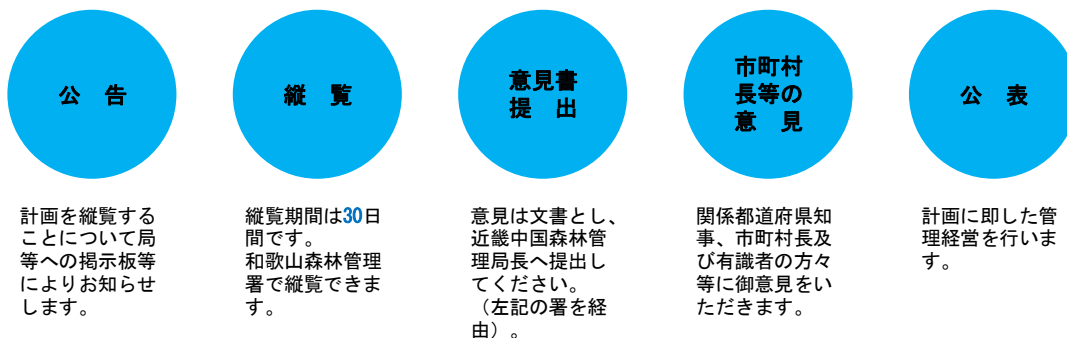 公　告
縦　覧
意見書
提　出
市町村
長等の
意　見
公　表
計画を縦覧する
ことについて局
等への掲示板等
によりお知らせ
します。
縦覧期間は30日
間です。
和歌山森林管理
署で縦覧できま
す。
意見は文書とし、
近畿中国森林管
理局長へ提出し
てください。
（左記の署を経
由）。
関係都道府県知
事、市町村長及
び有識者の方々
等に御意見をい
ただきます。
計画に即した管
理経営を行いま
す。